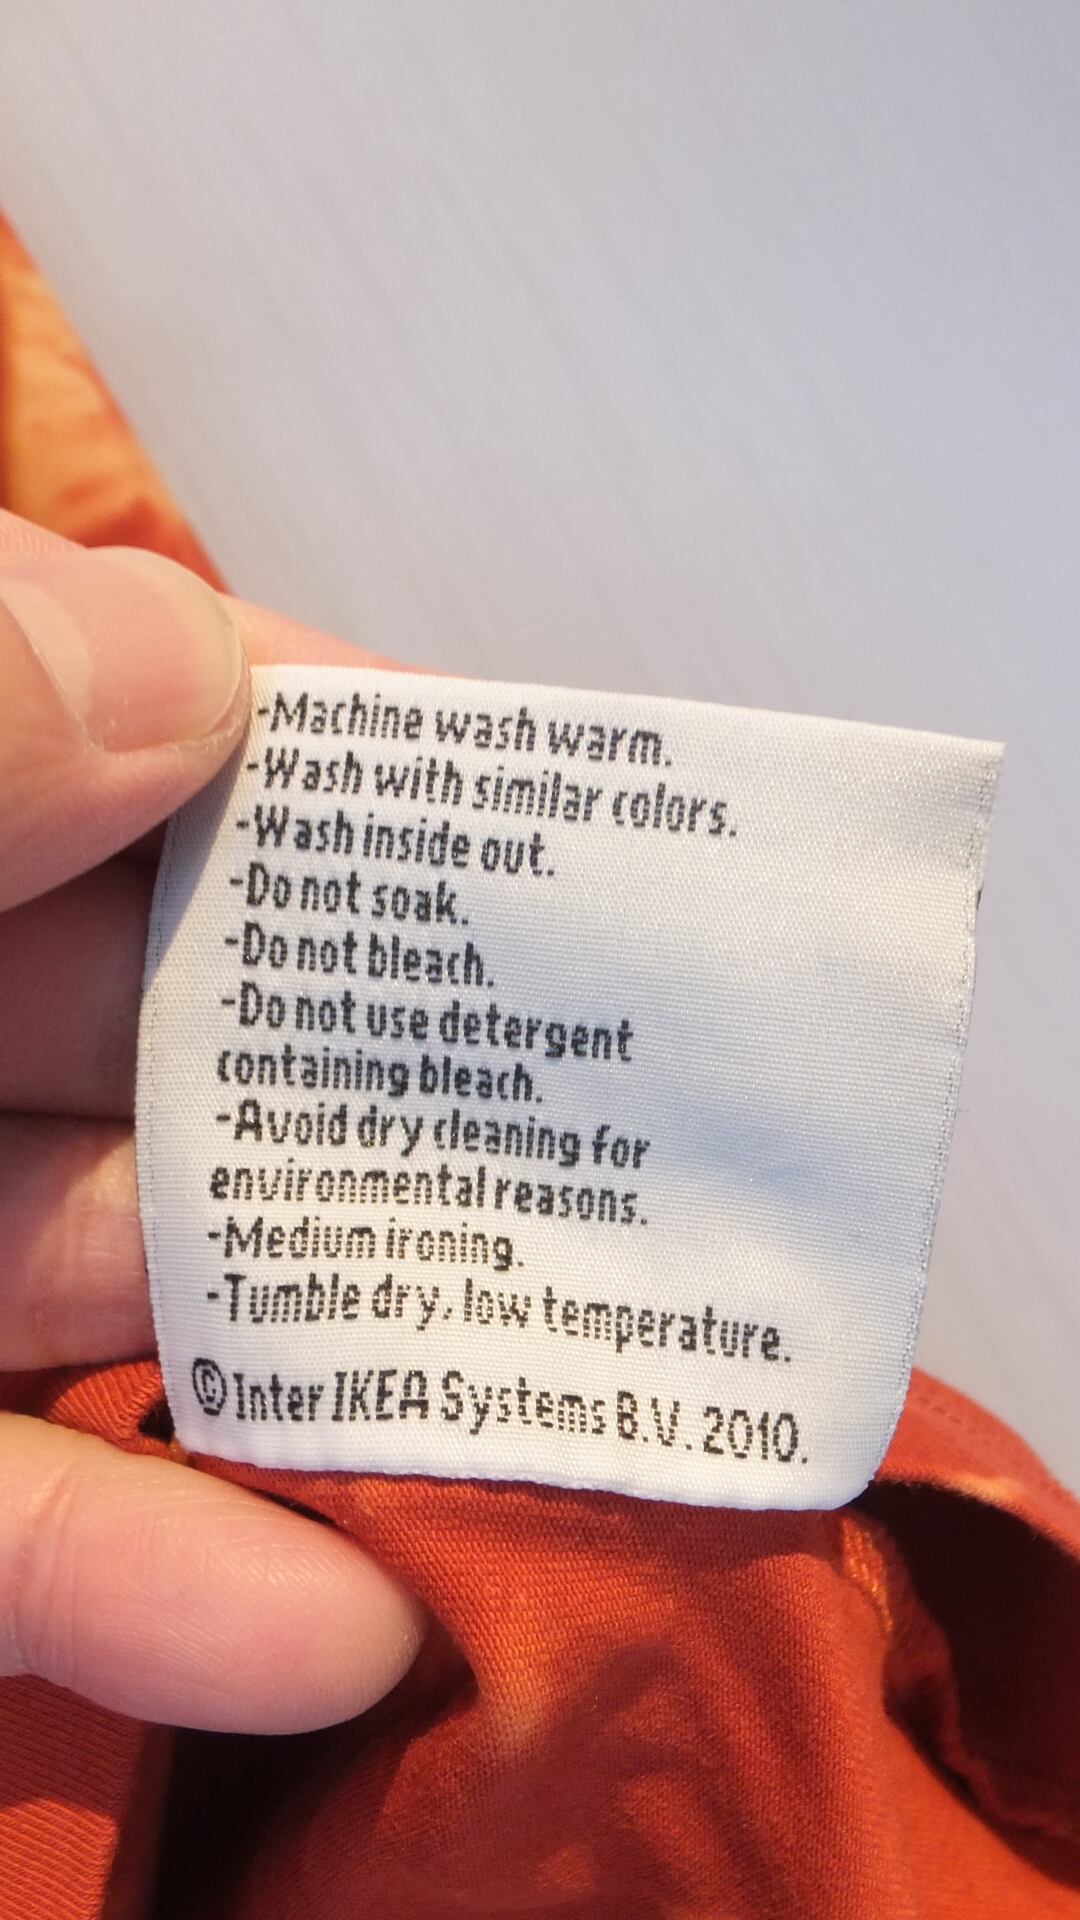 -Machine wash warm.
-Wash with similar colors.
-Wash inside out.
-Do not soak.
-Do not bleach.
-Do not use detergent
containing bleach.
-Avoid dry cleaning for
environmental reasons.
-Medium ironing.
-Tumble dry, low temperature.
© Inter IKEA Systems B.V. 2010.